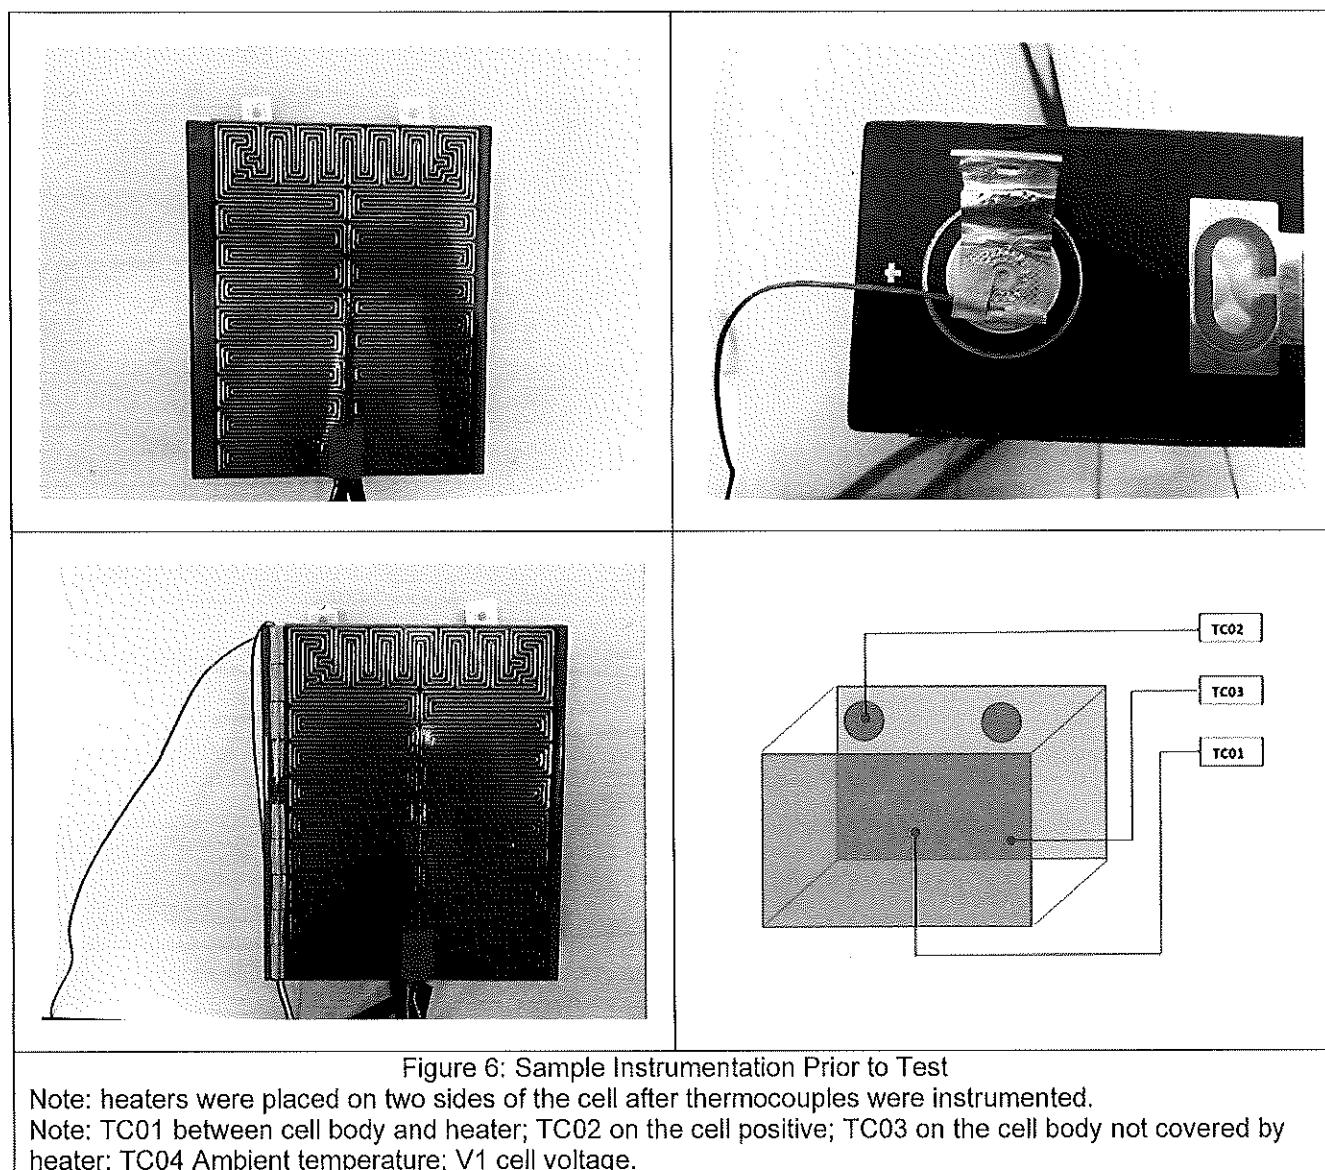 TC02
TC03
TC01
Figure 6: Sample Instrumentation Prior to Test
Note: heaters were placed on two sides of the cell after thermocouples were instrumented.
Note: TC01 between cell body and heater; TC02 on the cell positive; TC03 on the cell body not covered by
heater; TC04 Ambient temperature; V1 cell voltage.